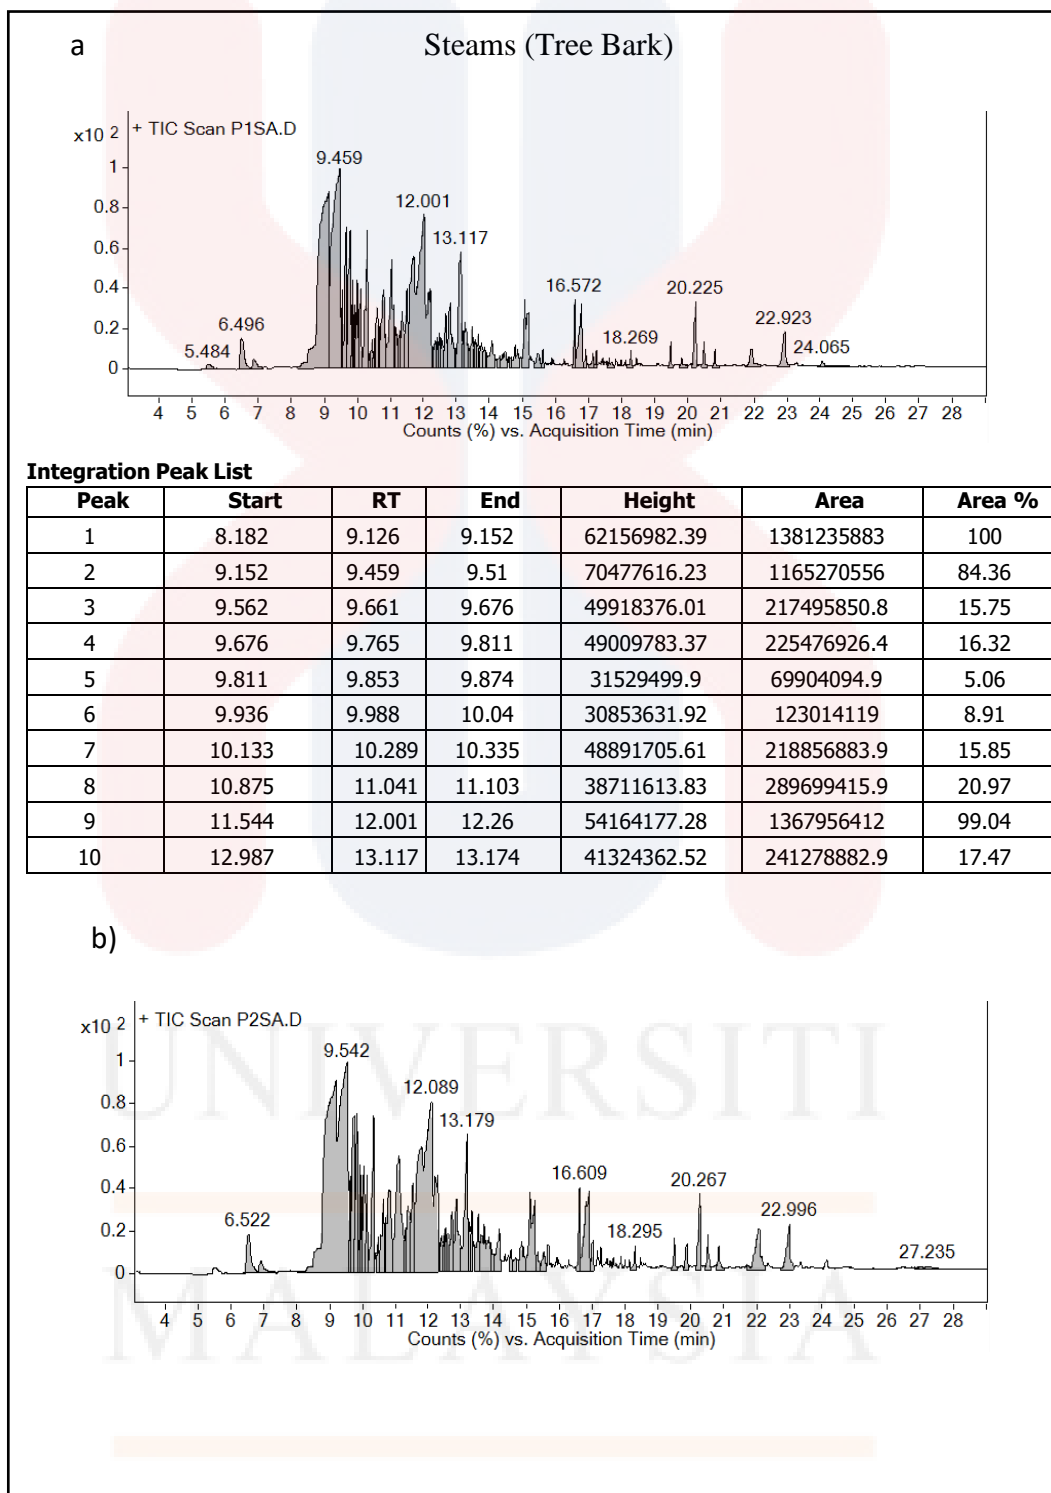 a
Steams (Tree Bark)
x10 2
+ TIC Scan P1SA.D
9.459
1
12.001
0.8
13.117
0.6
0.4
16.572
20.225
22.923
0.2
6.496
18.269
24.065
5.484
0
4 5 6 7 8 9 10 11 12 13 14 15 16 17 18 19 20 21 22 23 24 25 26 27 28
Counts (%) vs. Acquisition Time (min)
Integration Peak List
Peak Start RT End Height Area Area %
1 8.182 9.126 9.152 62156982.39 1381235883 100
2 9.152 9.459 9.51 70477616.23 1165270556 84.36
3 9.562 9.661 9.676 49918376.01 217495850.8 15.75
4 9.676 9.765 9.811 49009783.37 225476926.4 16.32
5 9.811 9.853 9.874 31529499.9 69904094.9 5.06
6 9.936 9.988 10.04 30853631.92 123014119 8.91
7 10.133 10.289 10.335 48891705.61 218856883.9 15.85
8 10.875 11.041 11.103 38711613.83 289699415.9 20.97
9 11.544 12.001 12.26 54164177.28 1367956412 99.04
10 12.987 13.117 13.174 41324362.52 241278882.9 17.47
b)
x10 2
+ TIC Scan P2SA.D
9.542
1
12.089
0.8
13.179
0.6
0.4
16.609
20.267
22.996
0.2
6.522
18.295
27.235
0
4 5 6 7 8 9 10 11 12 13 14 15 16 17 18 19 20 21 22 23 24 25 26 27 28
Counts (%) vs. Acquisition Time (min)
UNIVERSITI
MALAYSIA